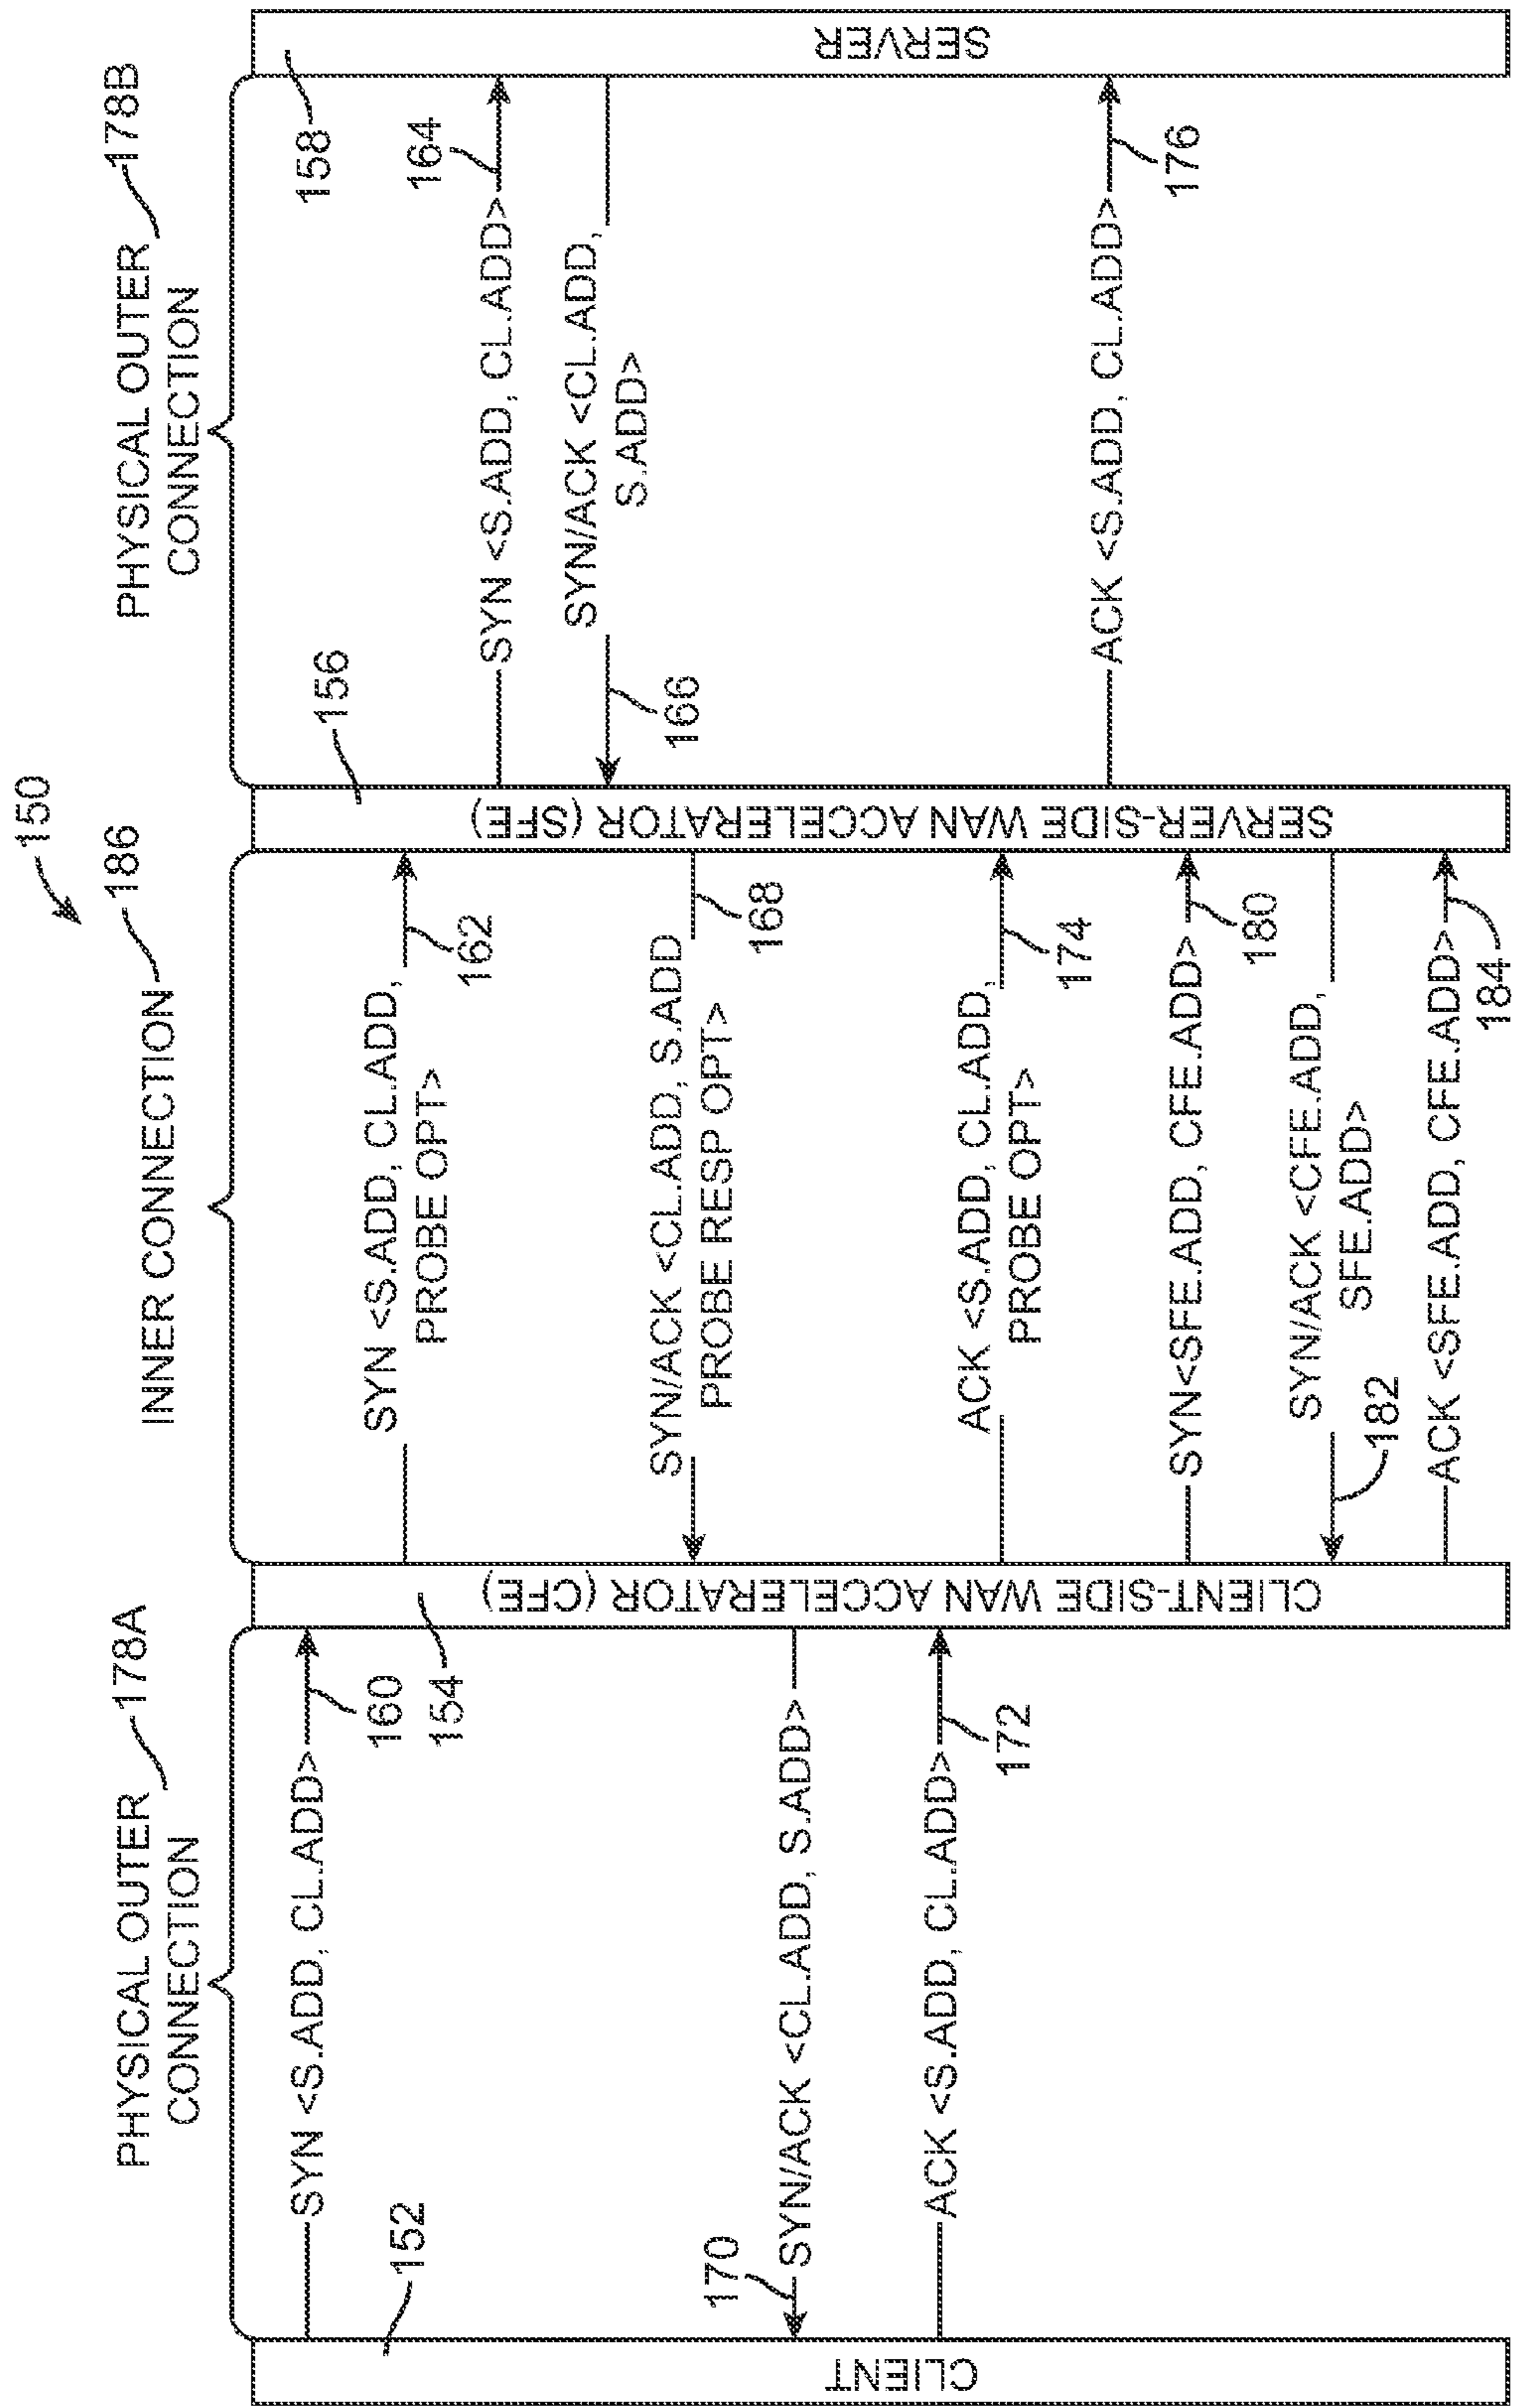 150
PHYSICAL OUTER
CONNECTION
178A
INNER CONNECTION
186
PHYSICAL OUTER
CONNECTION
178B
CLIENT
152
CLIENT-SIDE WAN ACCELERATOR (CFE)
154
SERVER-SIDE WAN ACCELERATOR (SFE)
156
SERVER
158
SYN <S.ADD, CL.ADD>
160
SYN <S.ADD, CL.ADD,
PROBE OPT>
162
SYN <S.ADD, CL.ADD>
164
SYN/ACK <CL.ADD,
S.ADD>
166
SYN/ACK <CL.ADD, S.ADD
PROBE RESP OPT>
168
170
SYN/ACK <CL.ADD, S.ADD>
ACK <S.ADD, CL.ADD>
172
ACK <S.ADD, CL.ADD,
PROBE OPT>
174
ACK <S.ADD, CL.ADD>
176
SYN<SFE.ADD, CFE.ADD>
180
SYN/ACK <CFE.ADD,
SFE.ADD>
182
ACK <SFE.ADD, CFE.ADD>
184